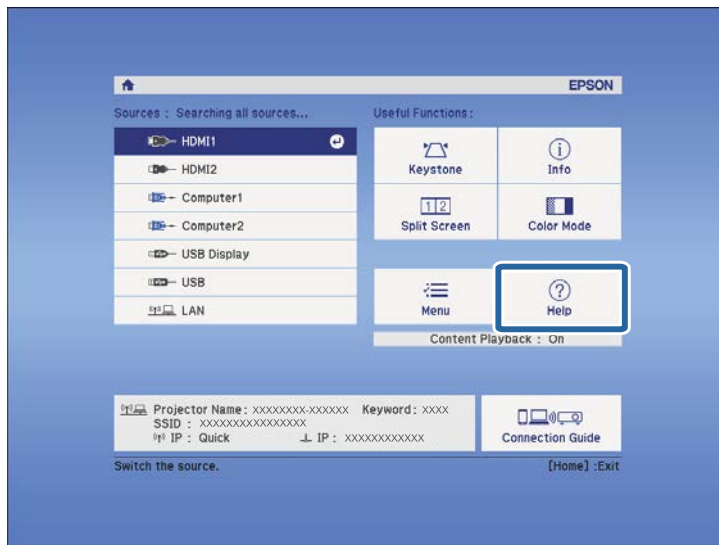 EPSON
Sources : Searching all sources...
HDMI1
HDMI2
Computer1
Computer2
USB Display
USB
LAN
Useful Functions :
Keystone
Info
1 2
Split Screen
Color Mode
Menu
Help
Content Playback : On
Projector Name : XXXXXXXX-XXXXXX Keyword : XXXX
SSID : XXXXXXXXXXXXXXXX
IP : Quick IP : XXXXXXXXXXXX
Connection Guide
Switch the source.
[Home] :Exit